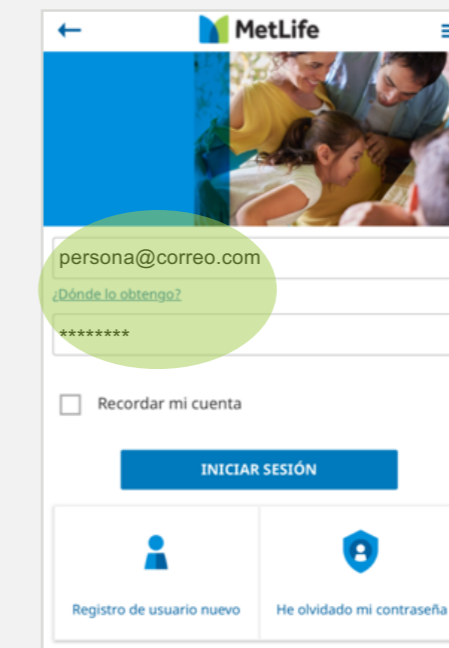 MetLife
persona@correo.com
¿Dónde lo obtengo?
********
Recordar mi cuenta
INICIAR SESIÓN
Registro de usuario nuevo
He olvidado mi contraseña